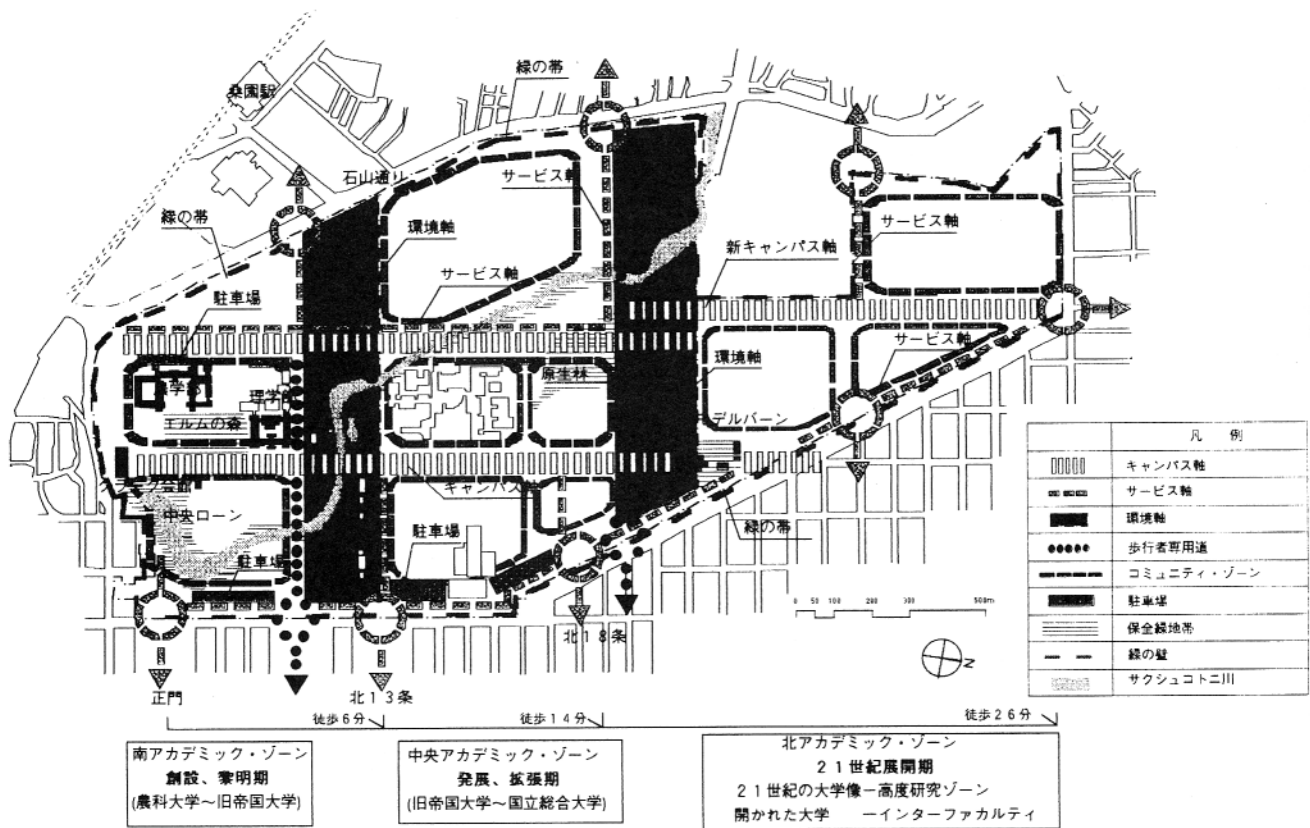 緑の帯
桑園駅
石山通り
サービス軸
緑の帯
環境軸
サービス軸
新キャンパス軸
サービス軸
駐車場
環境軸
サービス軸
原生林
エルムの森
デルバーン
キャンパス軸
中央ローン
駐車場
緑の帯
駐車場
北18条
正門
北13条
0 50 100 200 300 500m
N
凡 例
キャンパス軸
サービス軸
環境軸
歩行者専用道
コミュニティ・ゾーン
駐車場
保全緑地帯
緑の壁
サクシュコトニ川
徒歩6分
徒歩14分
徒歩26分
南アカデミック・ゾーン
創設、黎明期
(農科大学〜旧帝国大学)
中央アカデミック・ゾーン
発展、拡張期
(旧帝国大学〜国立総合大学)
北アカデミック・ゾーン
21世紀展開期
21世紀の大学像−高度研究ゾーン
開かれた大学 −インターファカルティ